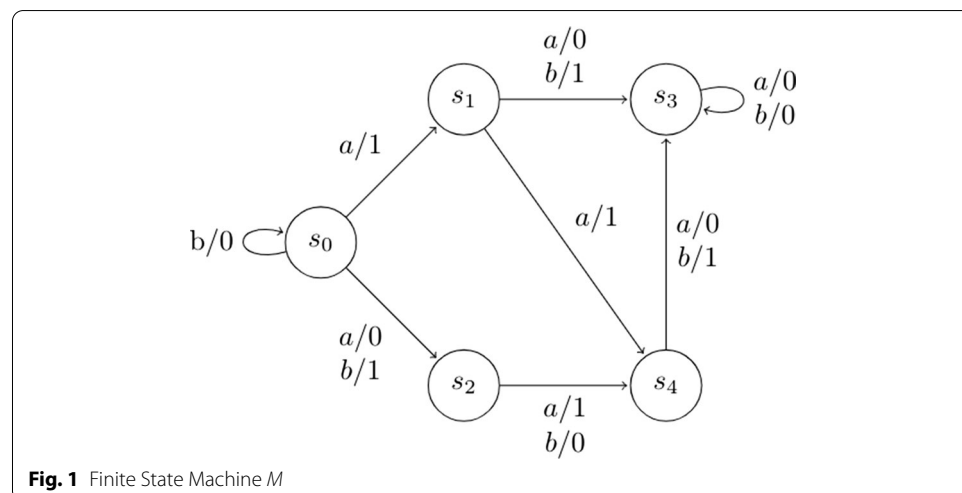 a/0
b/1
s1
s3
a/0
b/0
a/1
b/0
s0
a/1
a/0
b/1
a/0
b/1
s2
s4
a/1
b/0
Fig. 1 Finite State Machine M